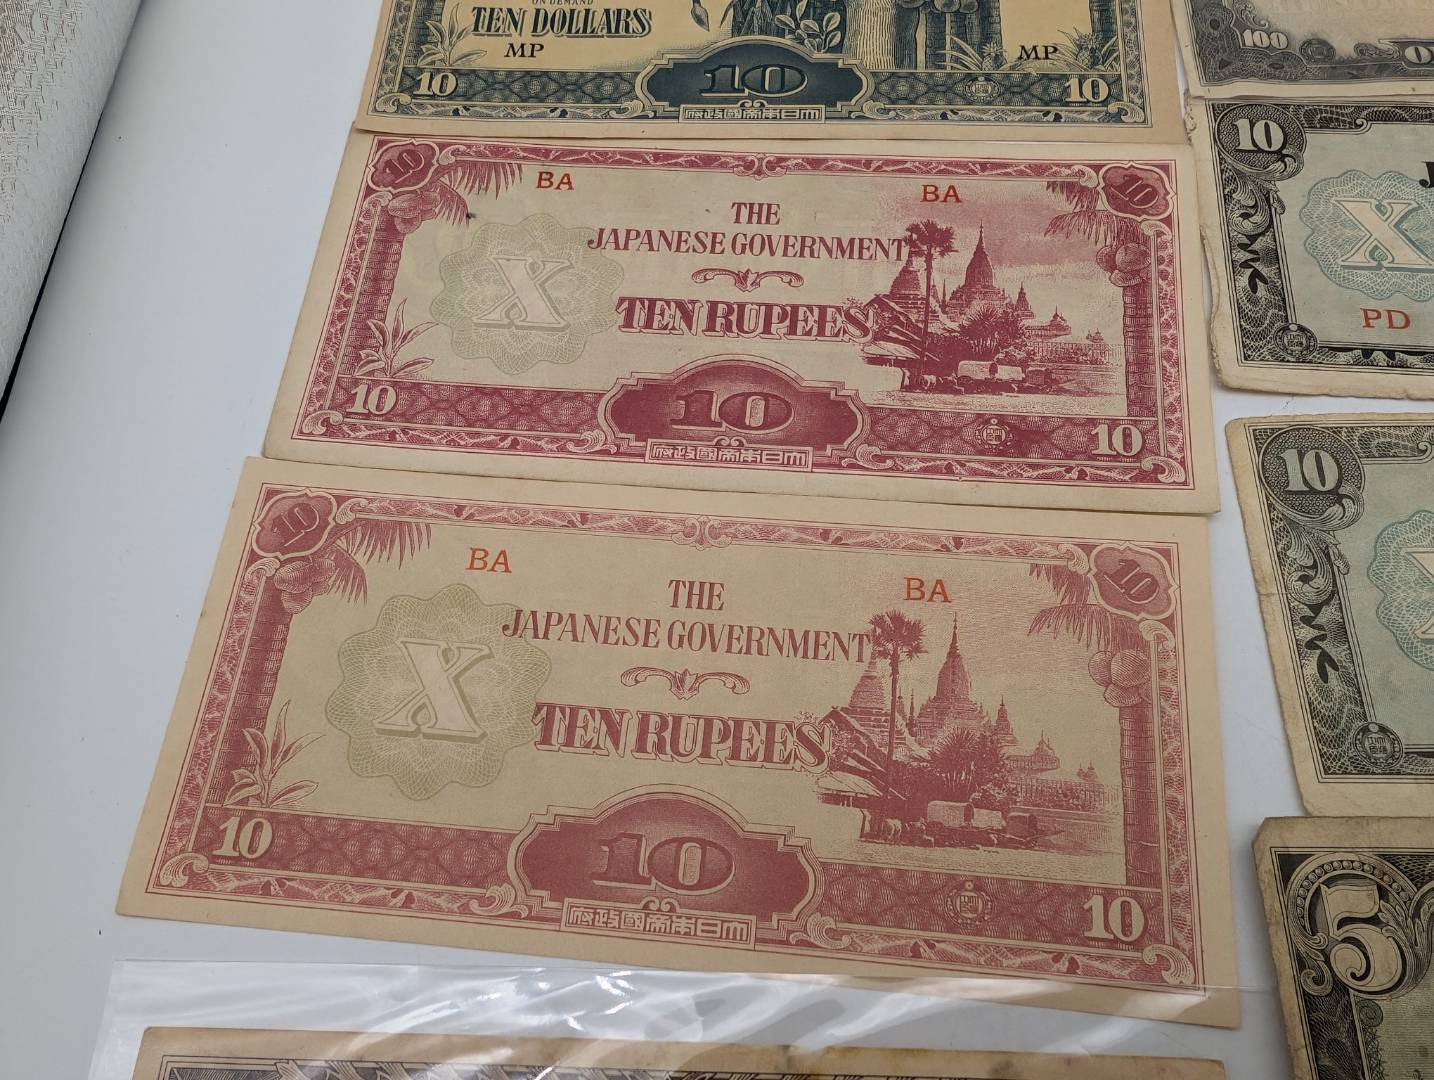 ON DEMAND
TEN DOLLARS
MP
MP
10
10
10
府政國帝本日大
100
10
BA
BA
10
THE
JAPANESE GOVERNMENT
X
TEN RUPEES
10
10
10
府政國帝本日大
10
X
PD
10
BA
BA
10
THE
JAPANESE GOVERNMENT
X
TEN RUPEES
10
10
10
府政國帝本日大
10
5